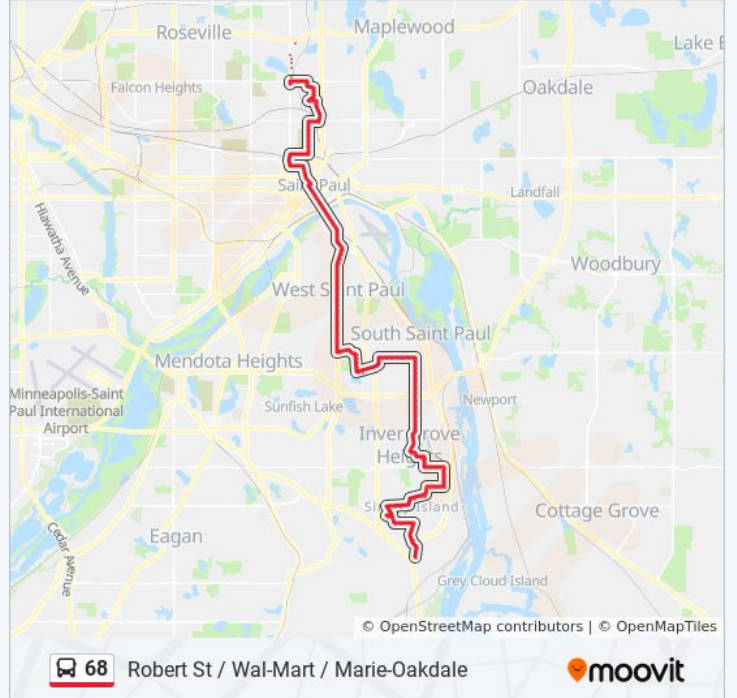 Roseville
Maplewood
Falcon Heights
Oakdale
Saint Paul
Landfall
Hiawatha Avenue
Woodbury
West Saint Paul
South Saint Paul
Mendota Heights
Minneapolis-Saint
Paul International
Airport
Sunfish Lake
Newport
Inver Grove
Heights
Cottage Grove
Eagan
Cedar Avenue
Grey Cloud Island
© OpenStreetMap contributors | © OpenMapTiles
68 Robert St / Wal-Mart / Marie-Oakdale
moovit